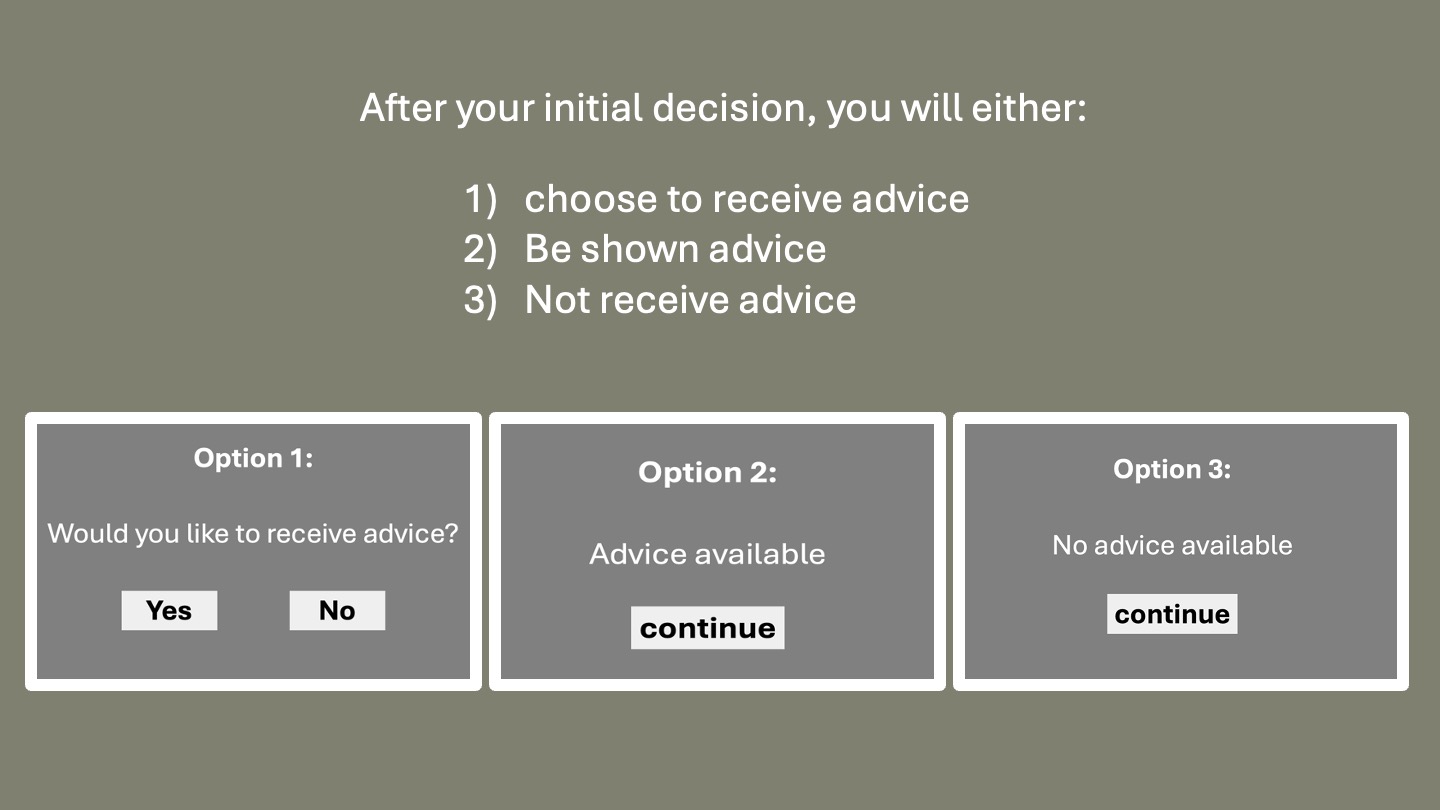 After your initial decision, you will either:
1) choose to receive advice
2) Be shown advice
3) Not receive advice
Option 1:
Would you like to receive advice?
Yes No
Option 2:
Advice available
continue
Option 3:
No advice available
continue